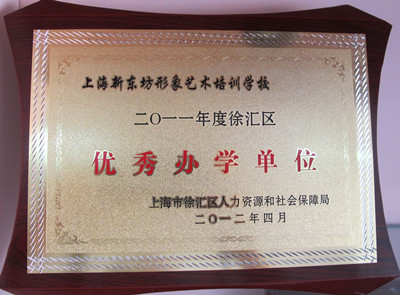 上海新东坊形象艺术培训学校
二〇一一年度徐汇区
优秀办学单位
上海市徐汇区人力资源和社会保障局
二〇一二年四月